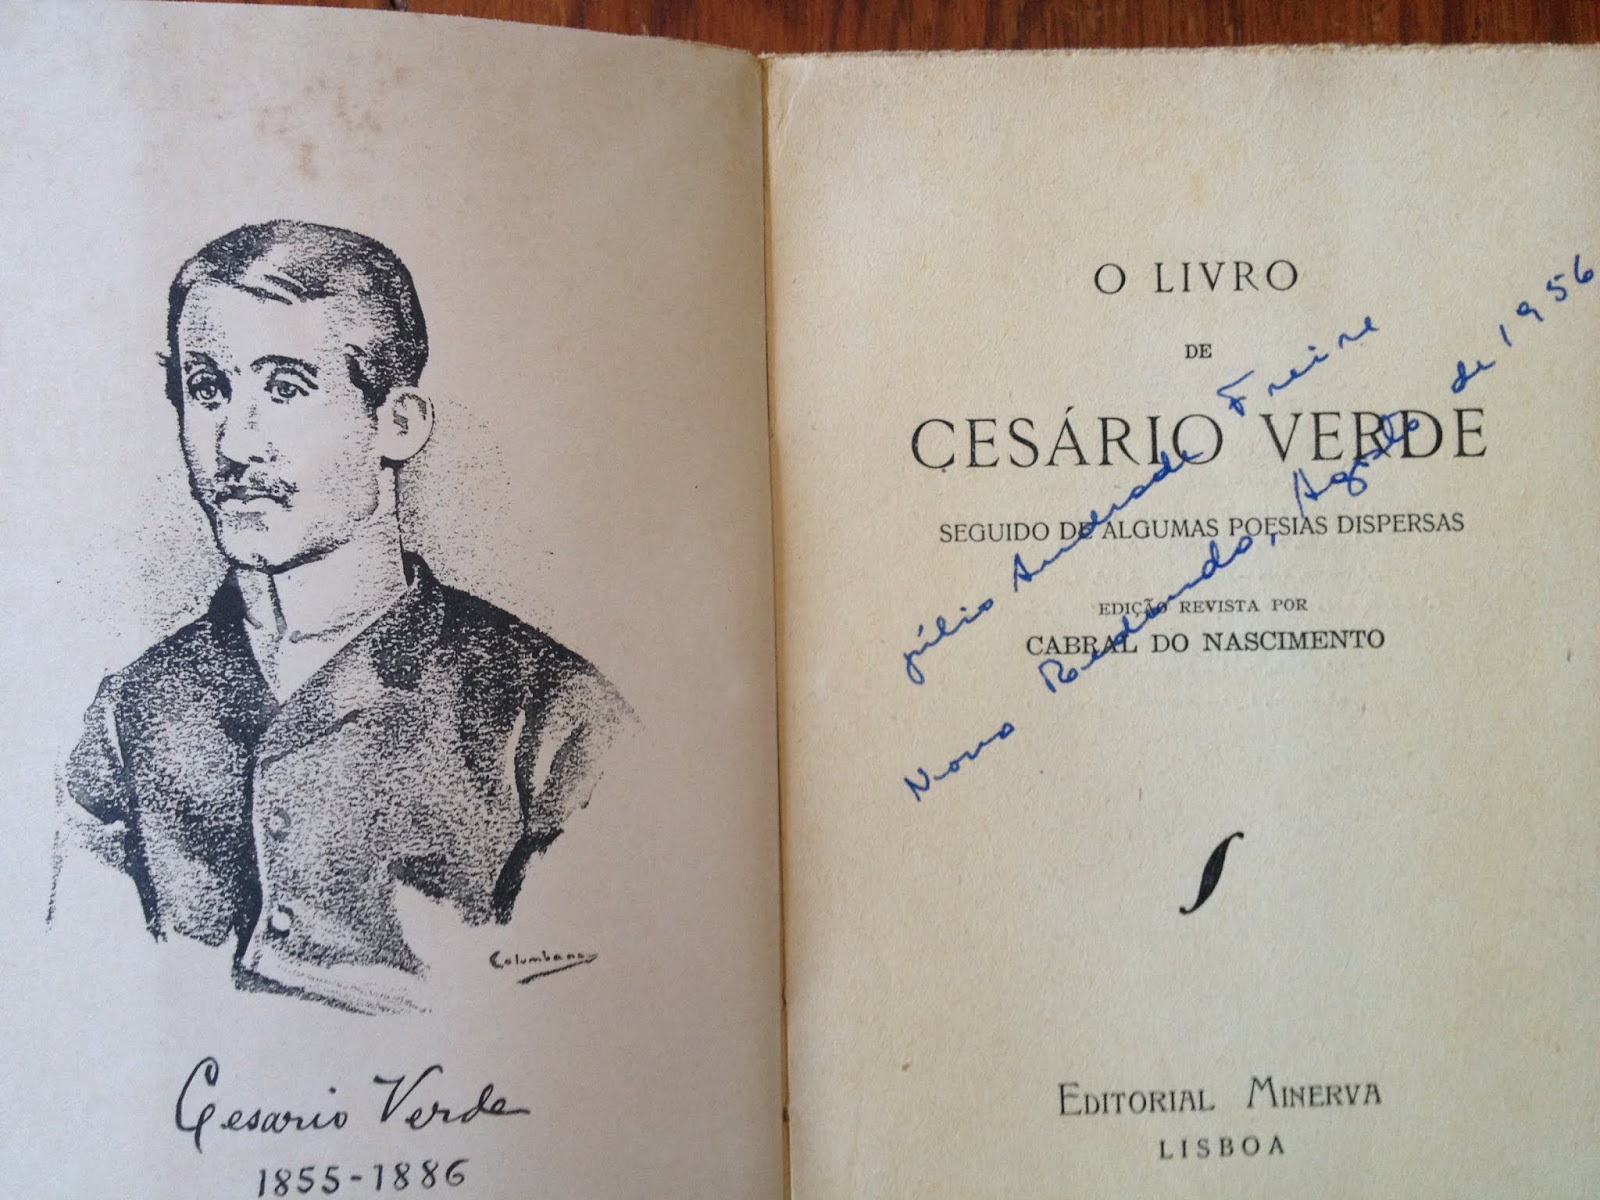 Columbano
Cesario Verde
1855-1886
O LIVRO
DE
CESÁRIO VERDE
SEGUIDO DE ALGUMAS POESIAS DISPERSAS
EDIÇÃO REVISTA POR
CABRAL DO NASCIMENTO
Júlio Andrade Freire
Novo Redondo, Agosto de 1956
EDITORIAL MINERVA
LISBOA